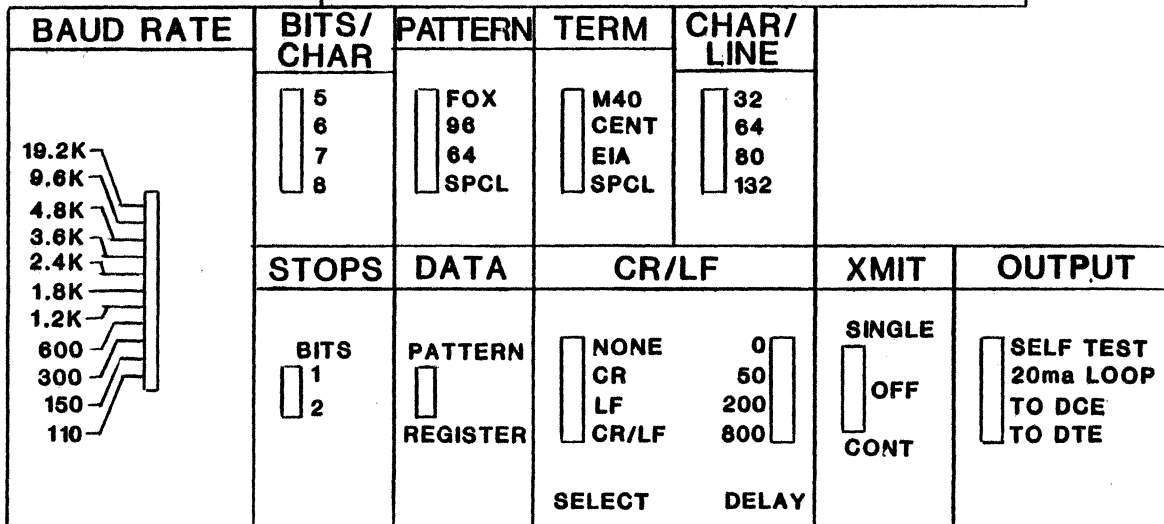 BAUD RATE
19.2K
9.6K
4.8K
3.6K
2.4K
1.8K
1.2K
600
300
150
110
BITS/
CHAR
5
6
7
8
PATTERN
FOX
96
64
SPCL
TERM
M40
CENT
EIA
SPCL
CHAR/
LINE
32
64
80
132
STOPS
BITS
1
2
DATA
PATTERN
REGISTER
CR/LF
NONE
CR
LF
CR/LF
SELECT
0
50
200
800
DELAY
XMIT
SINGLE
OFF
CONT
OUTPUT
SELF TEST
20ma LOOP
TO DCE
TO DTE